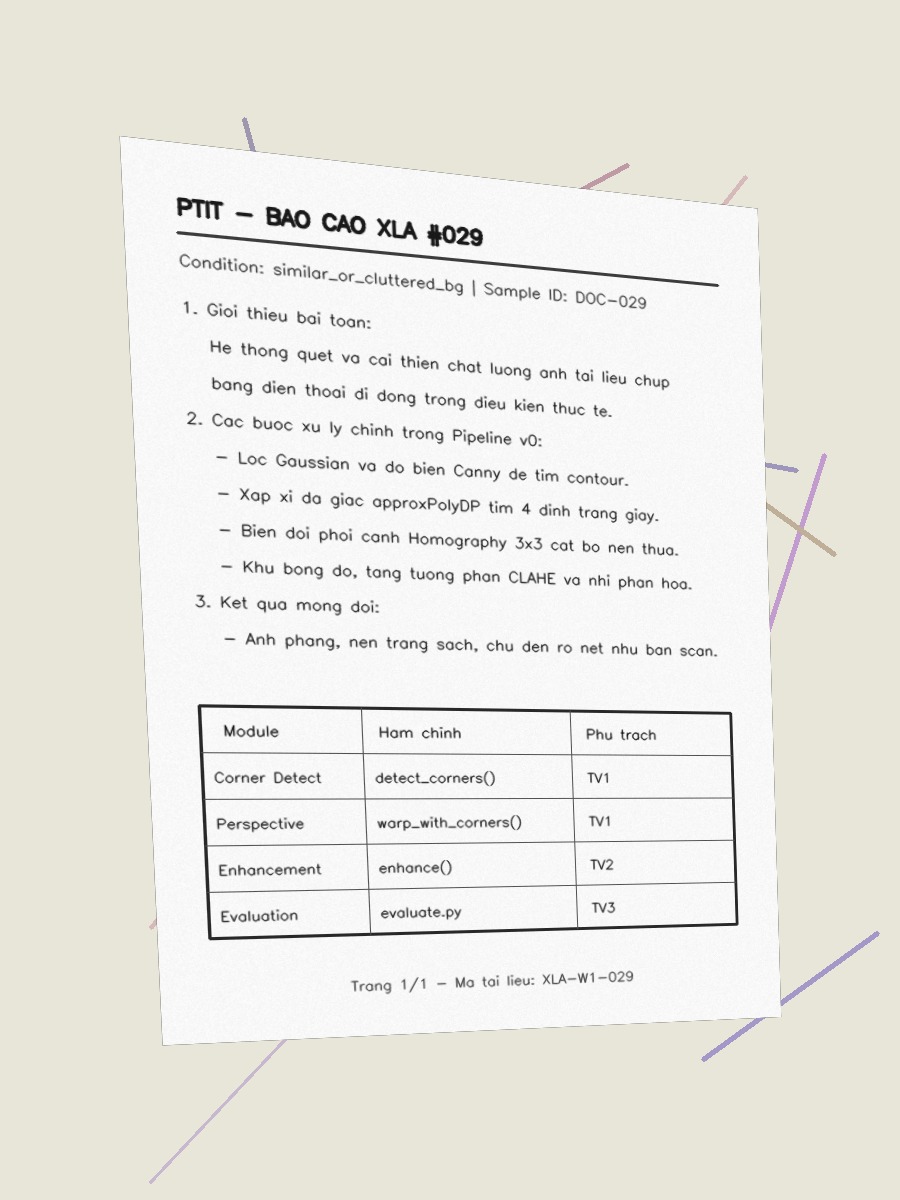 PTIT - BAO CAO XLA #029
Condition: similar_or_cluttered_bg | Sample ID: DOC-029
1. Gioi thieu bai toan:
He thong quet va cai thien chat luong anh tai lieu chup
bang dien thoai di dong trong dieu kien thuc te.
2. Cac buoc xu ly chinh trong Pipeline v0:
- Loc Gaussian va do bien Canny de tim contour.
- Xap xi da giac approxPolyDP tim 4 dinh trang giay.
- Bien doi phoi canh Homography 3x3 cat bo nen thua.
- Khu bong do, tang tuong phan CLAHE va nhi phan hoa.
3. Ket qua mong doi:
- Anh phang, nen trang sach, chu den ro net nhu ban scan.
Module Ham chinh Phu trach
Corner Detect detect_corners() TV1
Perspective warp_with_corners() TV1
Enhancement enhance() TV2
Evaluation evaluate.py TV3
Trang 1/1 - Ma tai lieu: XLA-W1-029